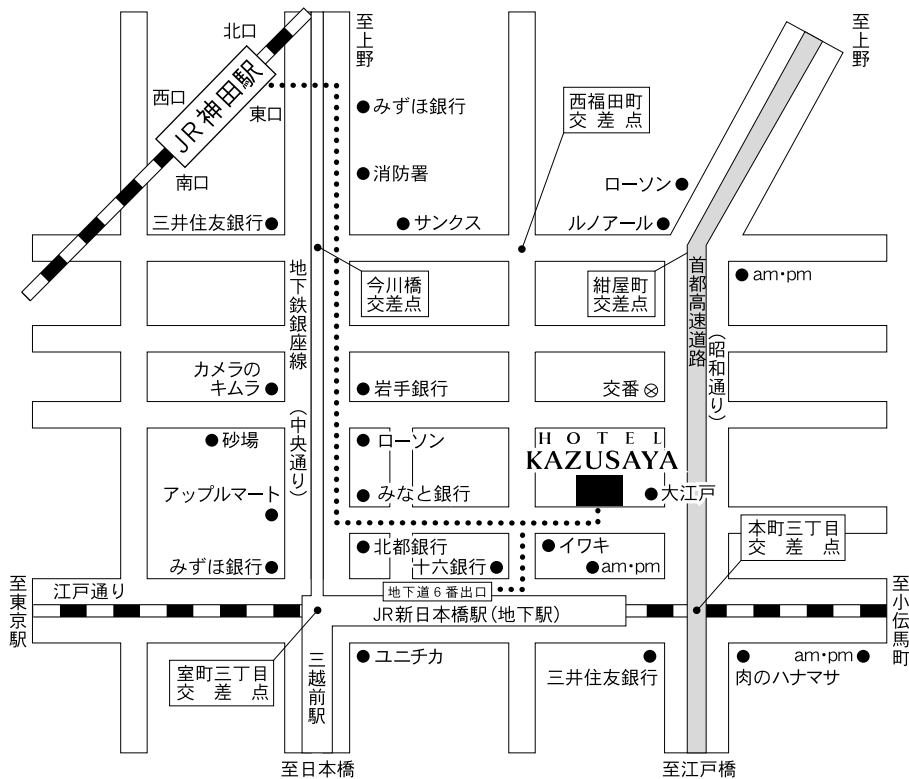 至上野
至上野
北口
JR神田駅
西口
東口
南口
みずほ銀行
西福田町
交差点
消防署
ローソン
三井住友銀行
サンクス
ルノアール
地下鉄銀座線
今川橋
交差点
紺屋町
交差点
首都高速道路
am・pm
(昭和通り)
カメラの
キムラ
岩手銀行
交番
(中央通り)
砂場
ローソン
HOTEL
KAZUSAYA
アップルマート
みなと銀行
大江戸
本町三丁目
交差点
みずほ銀行
北都銀行
十六銀行
イワキ
am・pm
至東京駅
江戸通り
地下道6番出口
JR新日本橋駅(地下駅)
至小伝馬町
室町三丁目
交差点
三越前駅
ユニチカ
三井住友銀行
am・pm
肉のハナマサ
至日本橋
至江戸橋